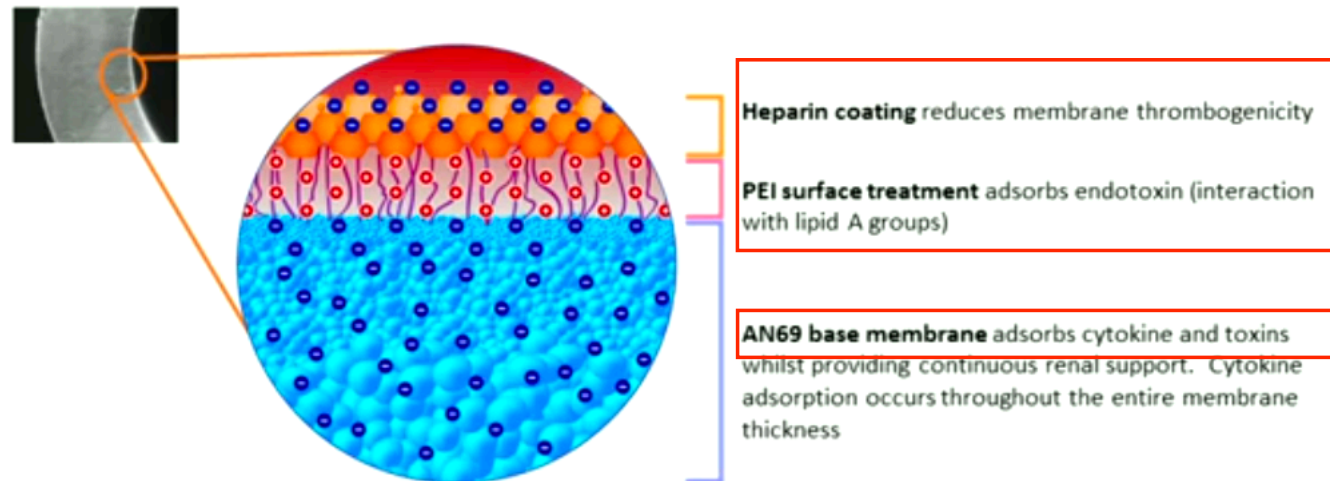 Heparin coating reduces membrane thrombogenicity
PEI surface treatment adsorbs endotoxin (interaction
with lipid A groups)
AN69 base membrane adsorbs cytokine and toxins
whilst providing continuous renal support. Cytokine
adsorption occurs throughout the entire membrane
thickness